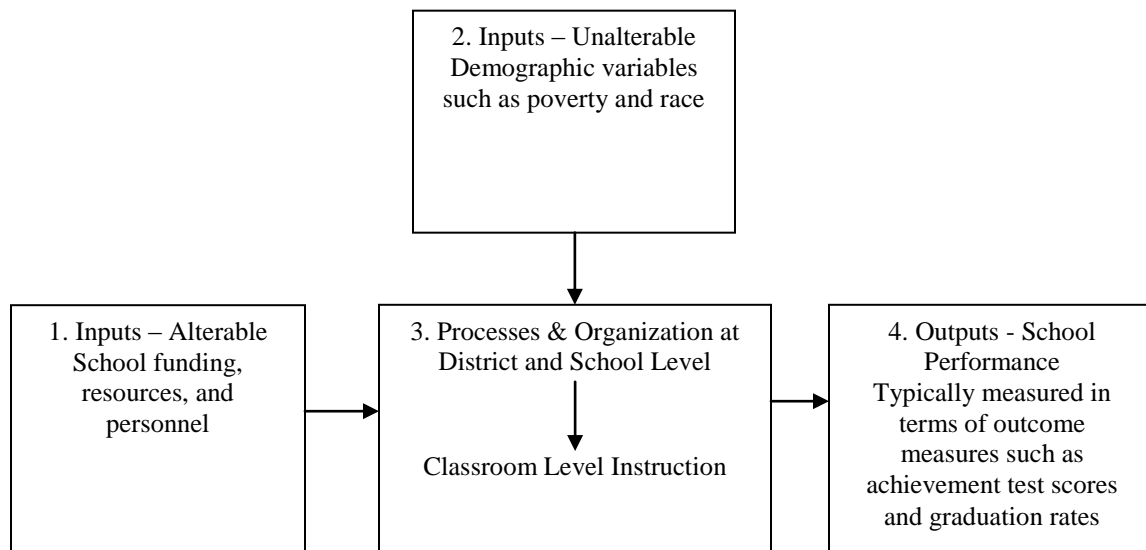 2. Inputs – Unalterable
Demographic variables
such as poverty and race
1. Inputs – Alterable
School funding,
resources, and
personnel
3. Processes & Organization at
District and School Level
Classroom Level Instruction
4. Outputs - School
Performance
Typically measured in
terms of outcome
measures such as
achievement test scores
and graduation rates